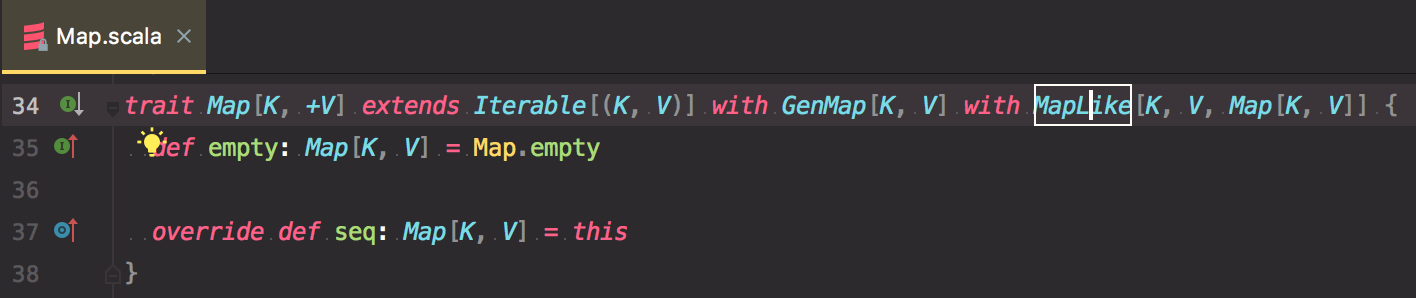 Map.scala
34 trait Map[K, +V] extends Iterable[(K, V)] with GenMap[K, V] with MapLike[K, V, Map[K, V]] {
35 def empty: Map[K, V] = Map.empty
36
37 override def seq: Map[K, V] = this
38 }